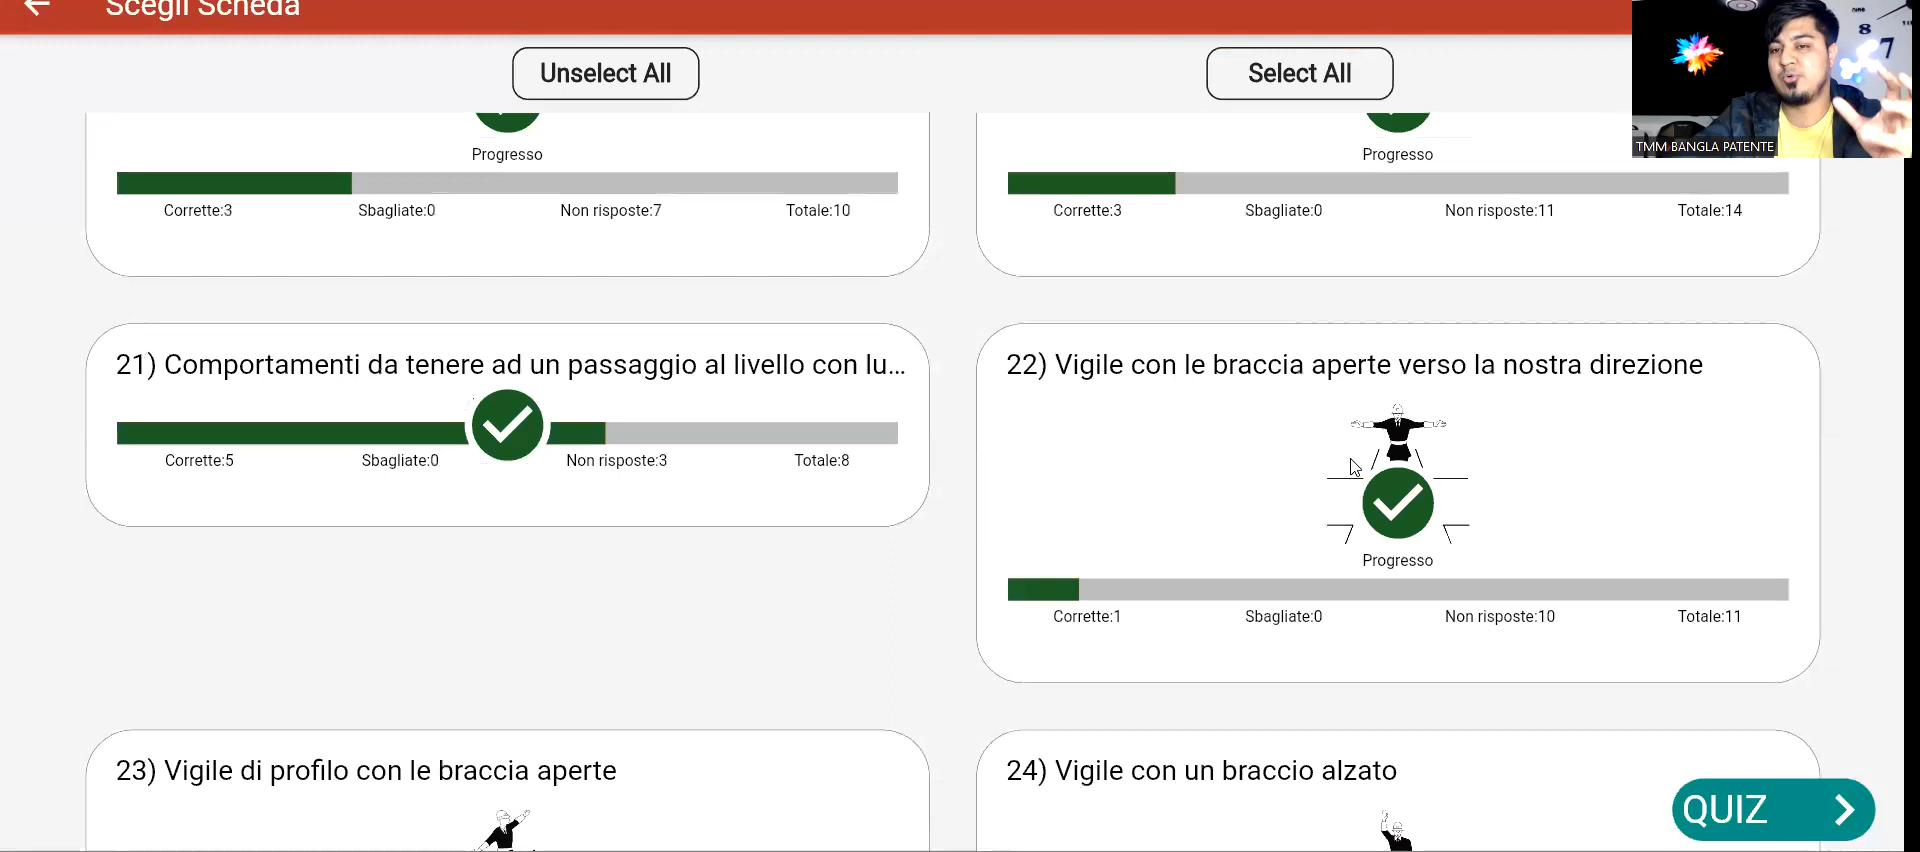 Scegli Scheda
Unselect All
Select All
8
7
TMM BANGLA PATENTE
Progresso
Progresso
Corrette:3 Sbagliate:0 Non risposte:7 Totale:10
Corrette:3 Sbagliate:0 Non risposte:11 Totale:14
21) Comportamenti da tenere ad un passaggio al livello con lu...
Corrette:5 Sbagliate:0 Non risposte:3 Totale:8
22) Vigile con le braccia aperte verso la nostra direzione
Progresso
Corrette:1 Sbagliate:0 Non risposte:10 Totale:11
23) Vigile di profilo con le braccia aperte
24) Vigile con un braccio alzato
QUIZ